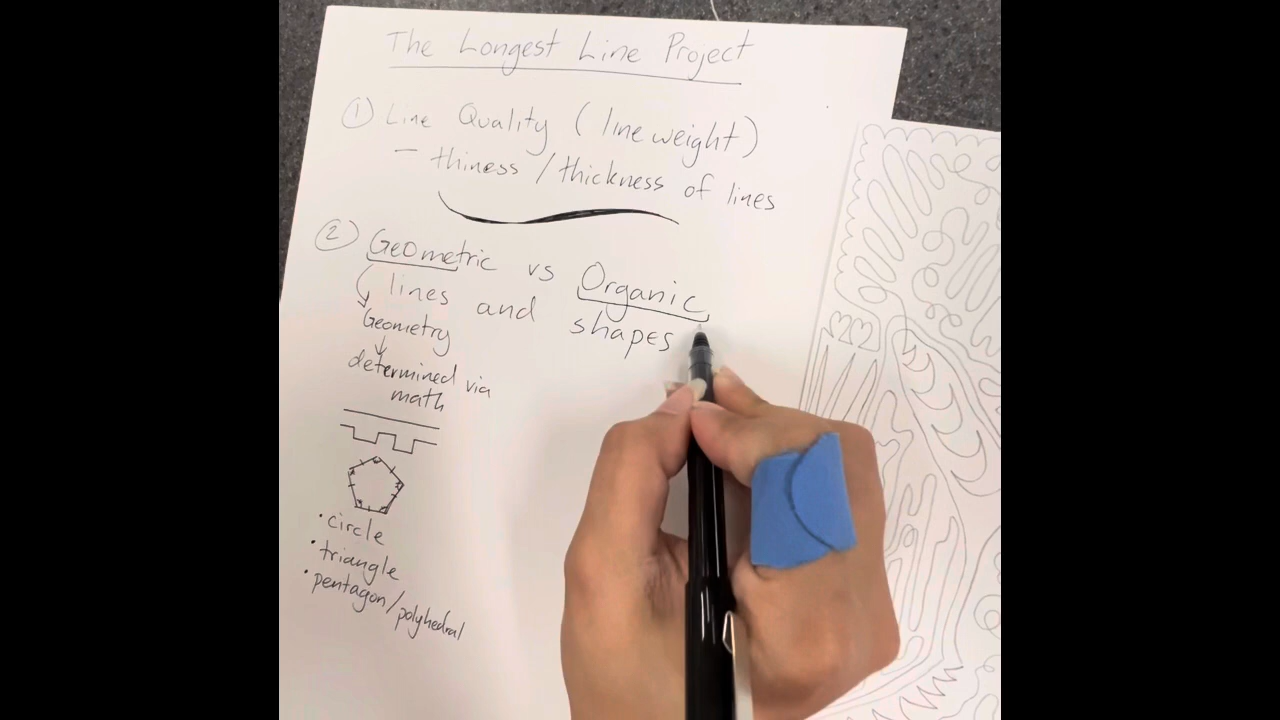 The Longest Line Project
① Line Quality (line weight)
- thiness / thickness of lines
② Geometric vs Organic
lines and shapes
Geometry
determined via
math
• circle
• triangle
• pentagon/polyhedral